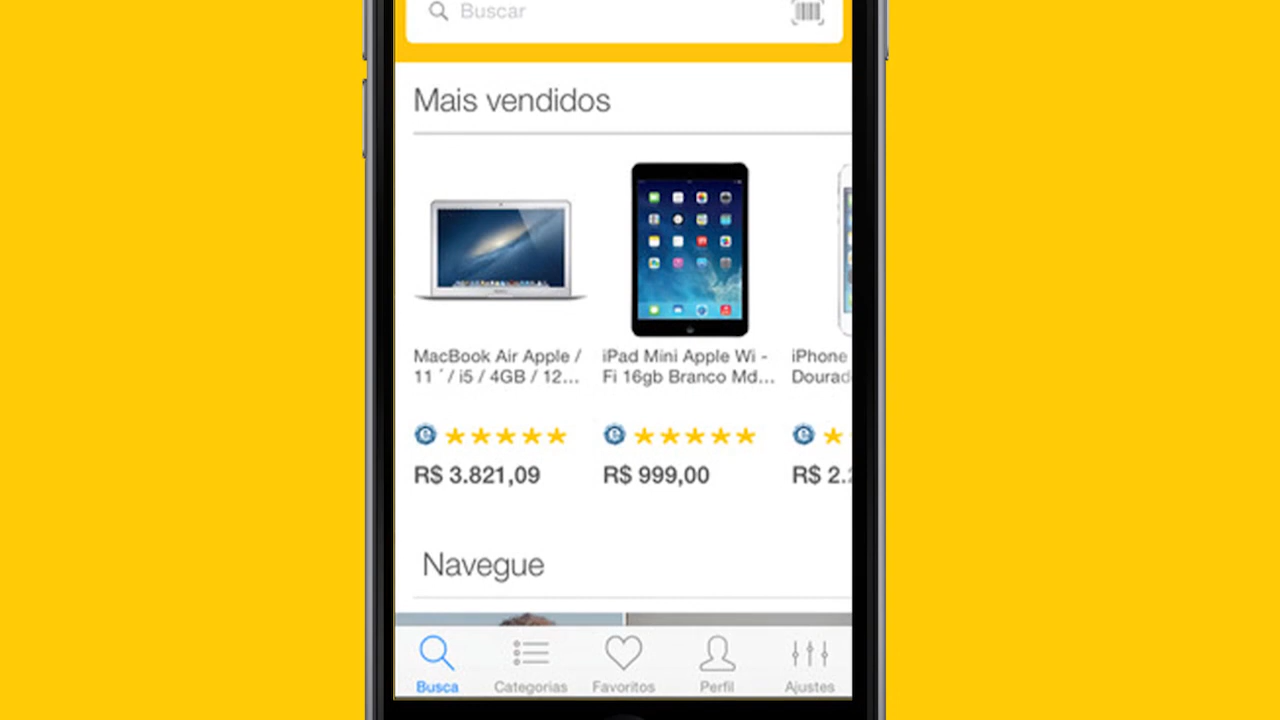 Buscar
Mais vendidos
MacBook Air Apple /
11 ´ / i5 / 4GB / 12...
iPad Mini Apple Wi -
Fi 16gb Branco Md...
iPhone
Dourad
R$ 3.821,09
R$ 999,00
R$ 2.2
Navegue
Busca
Categorias
Favoritos
Perfil
Ajustes